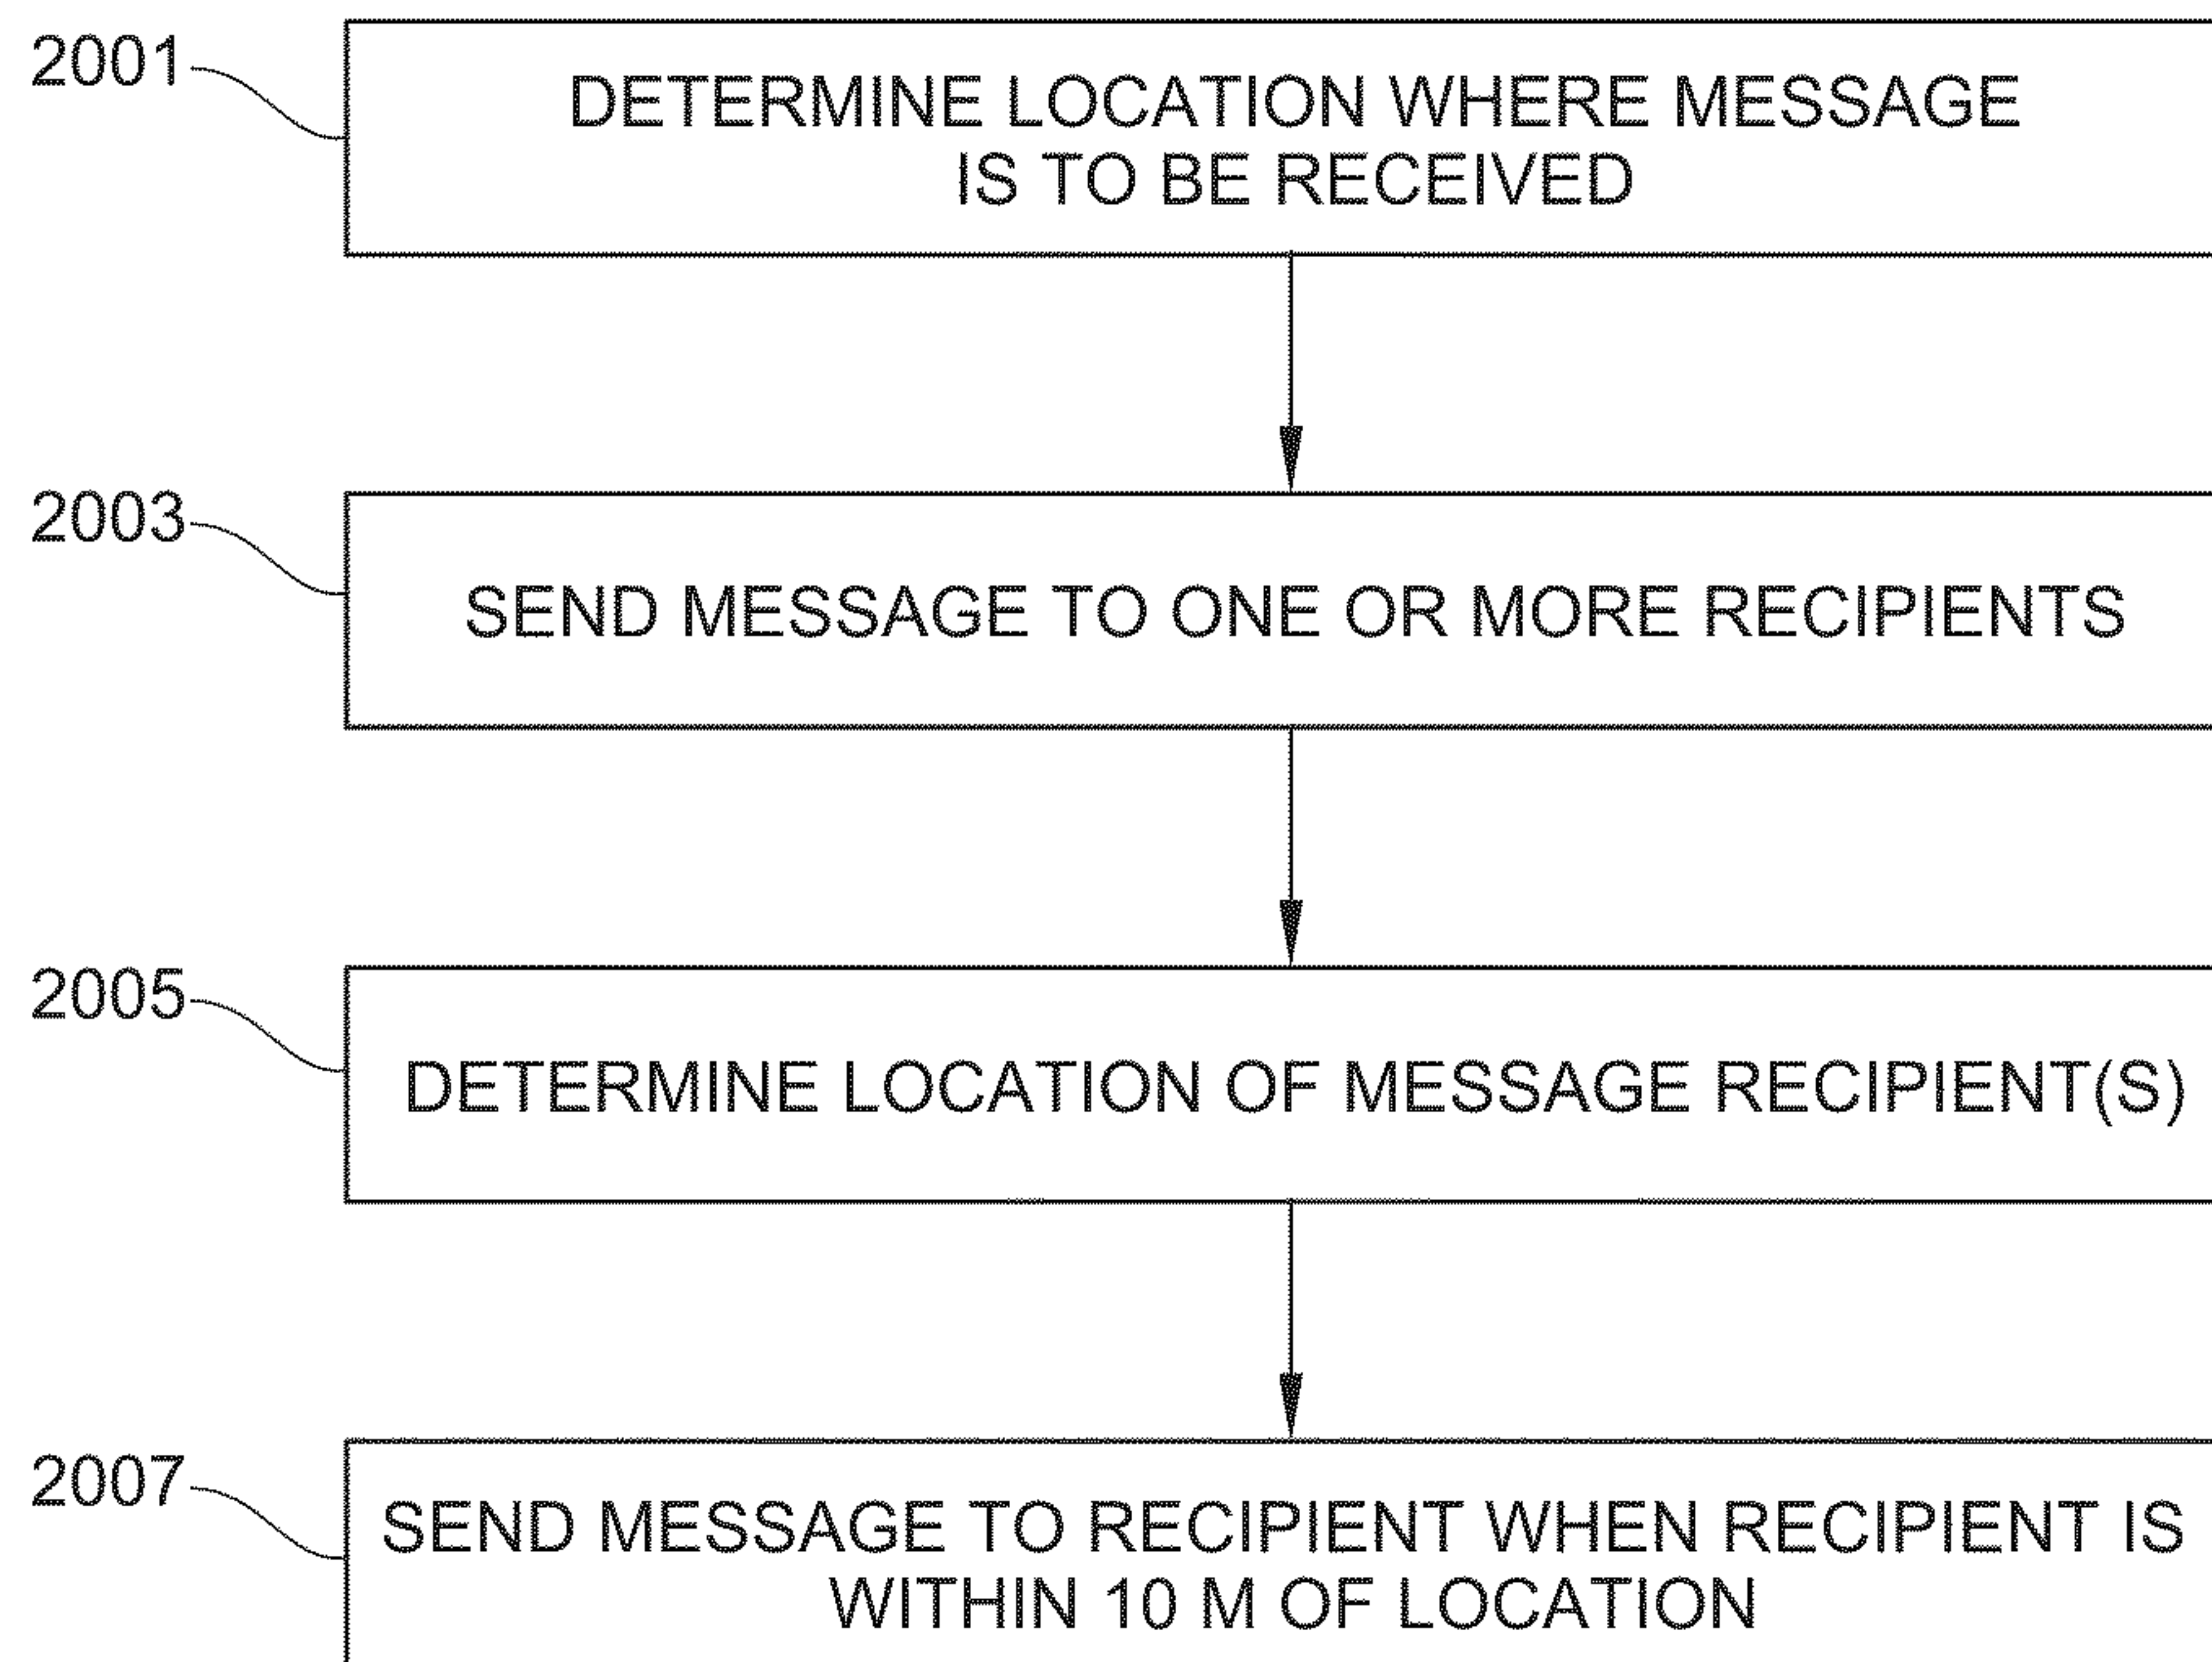 2001
DETERMINE LOCATION WHERE MESSAGE
IS TO BE RECEIVED
2003
SEND MESSAGE TO ONE OR MORE RECIPIENTS
2005
DETERMINE LOCATION OF MESSAGE RECIPIENT(S)
2007
SEND MESSAGE TO RECIPIENT WHEN RECIPIENT IS
WITHIN 10 M OF LOCATION